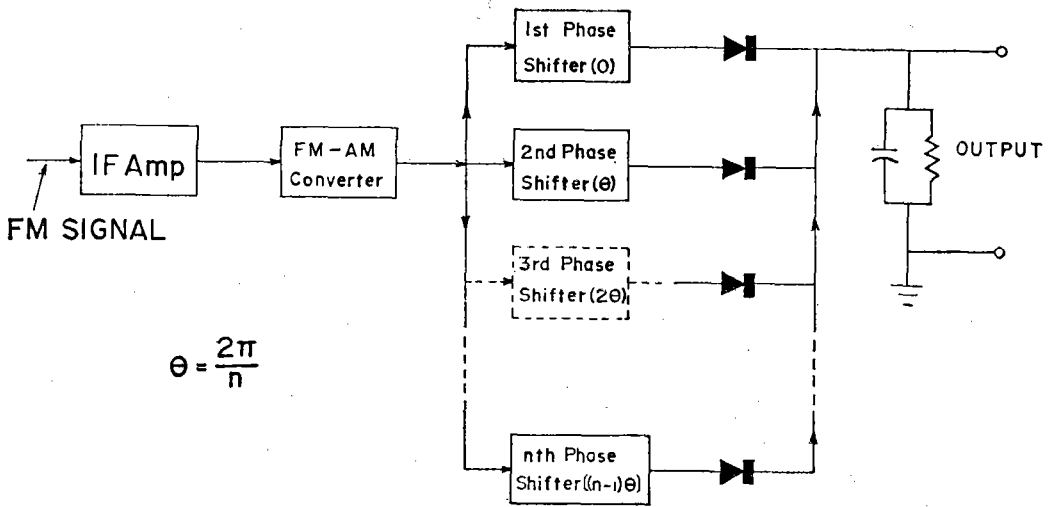 1st Phase
Shifter(0)
IF Amp
FM-AM
Converter
2nd Phase
Shifter(θ)
OUTPUT
FM SIGNAL
3rd Phase
Shifter(2θ)
θ = 2π/n
nth Phase
Shifter((n-1)θ)